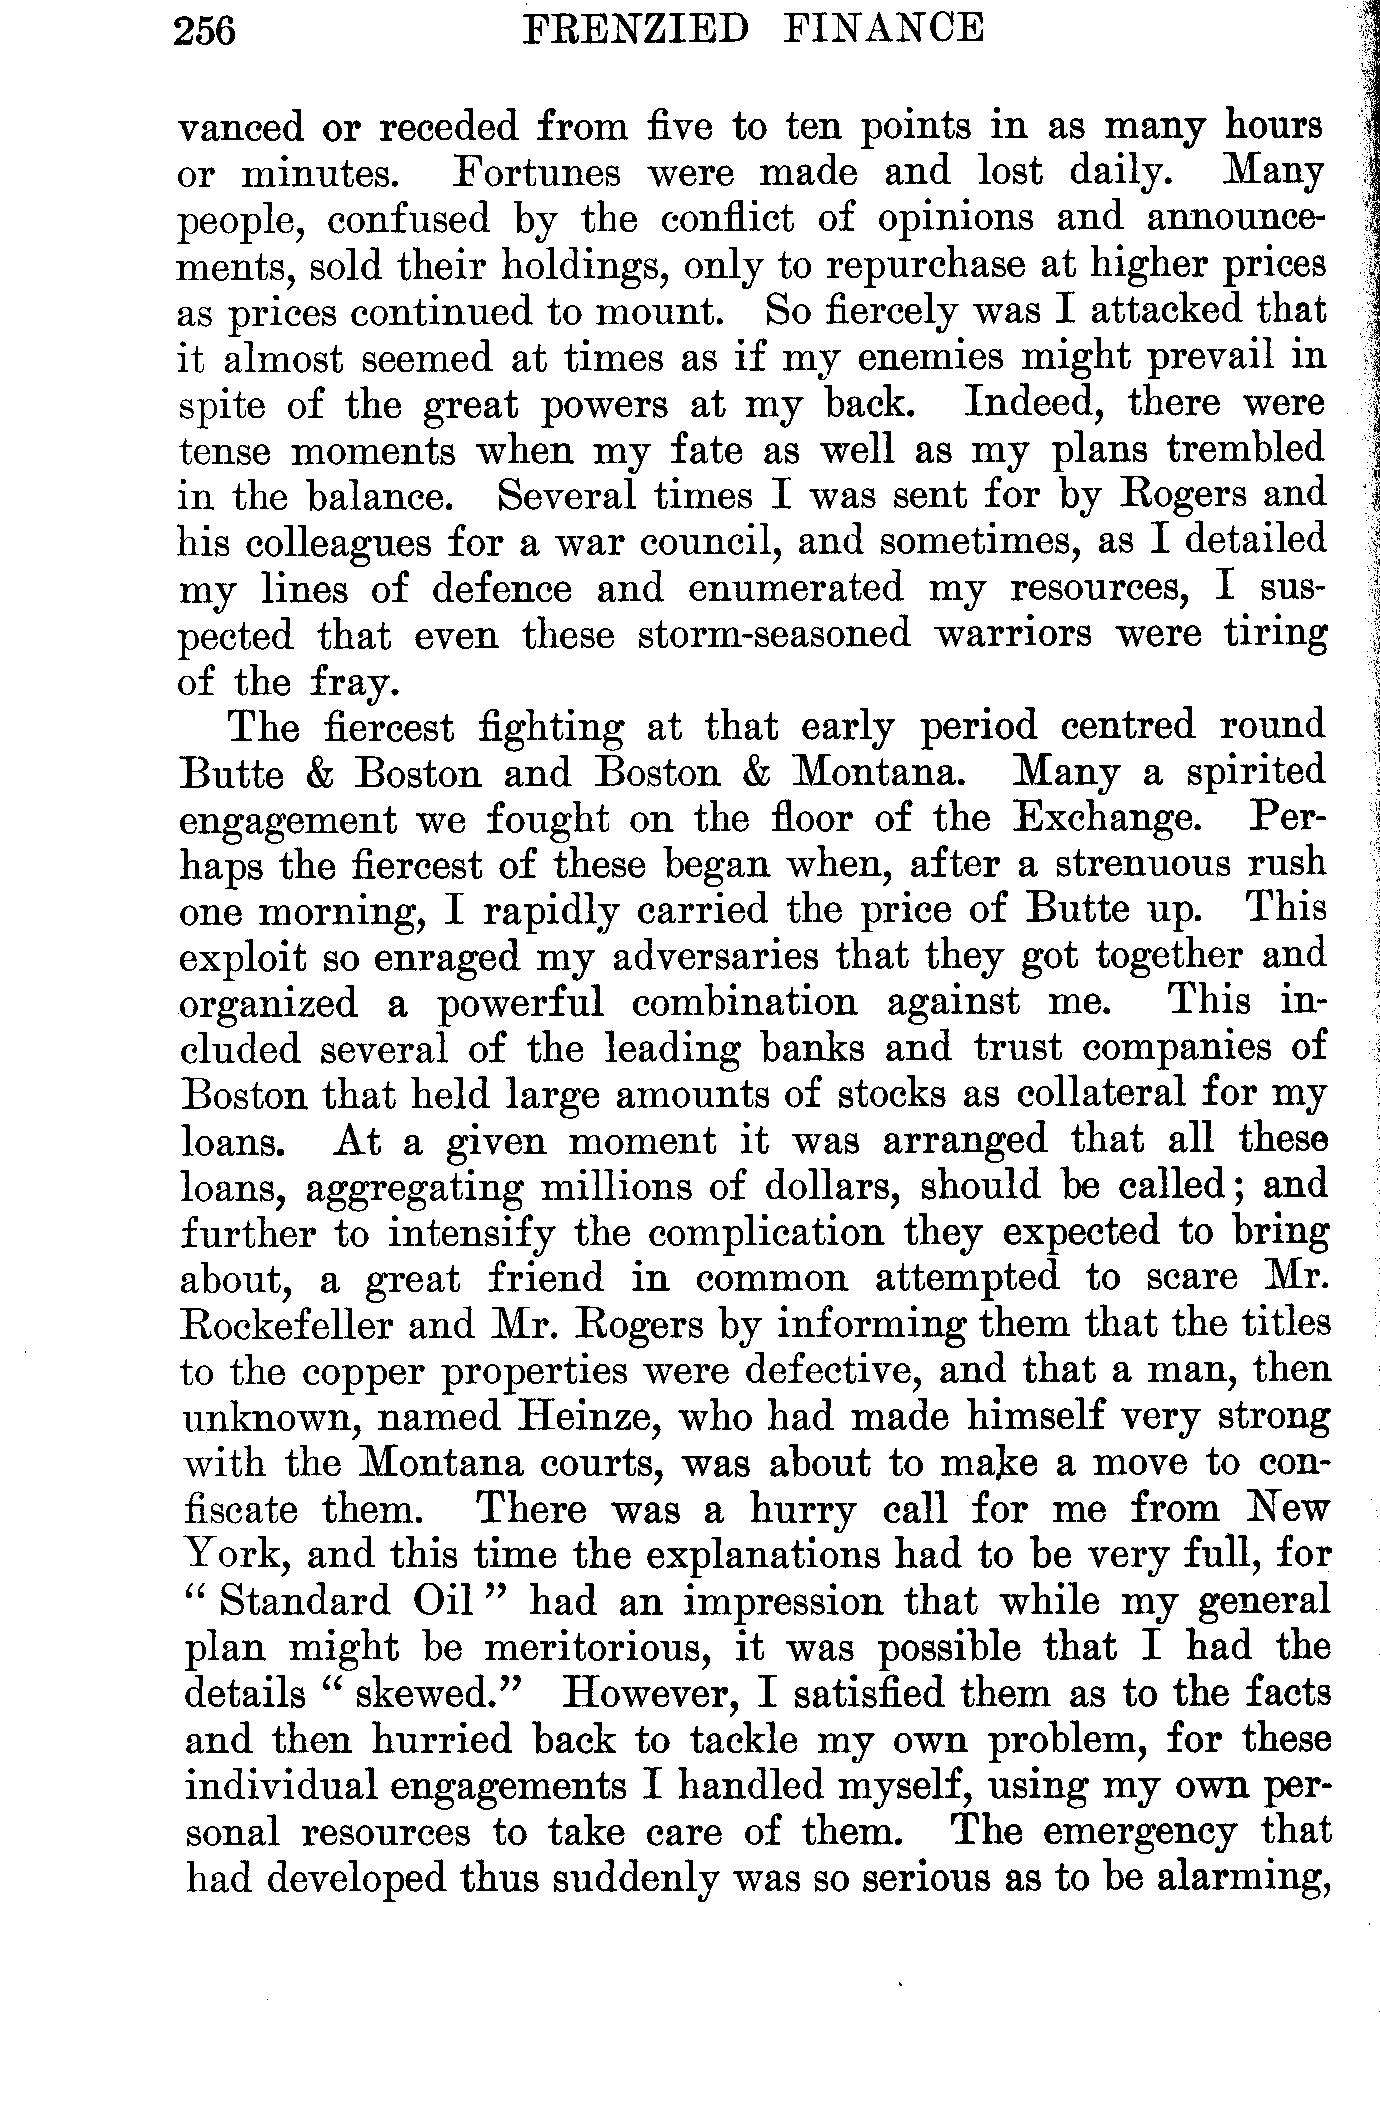 256 FRENZIED FINANCE
vanced or receded from five to ten points in as many hours
or minutes. Fortunes were made and lost daily. Many
people, confused by the conflict of opinions and announce-
ments, sold their holdings, only to repurchase at higher prices
as prices continued to mount. So fiercely was I attacked that
it almost seemed at times as if my enemies might prevail in
spite of the great powers at my back. Indeed, there were
tense moments when my fate as well as my plans trembled
in the balance. Several times I was sent for by Rogers and
his colleagues for a war council, and sometimes, as I detailed
my lines of defence and enumerated my resources, I sus-
pected that even these storm-seasoned warriors were tiring
of the fray.
The fiercest fighting at that early period centred round
Butte & Boston and Boston & Montana. Many a spirited
engagement we fought on the floor of the Exchange. Per-
haps the fiercest of these began when, after a strenuous rush
one morning, I rapidly carried the price of Butte up. This
exploit so enraged my adversaries that they got together and
organized a powerful combination against me. This in-
cluded several of the leading banks and trust companies of
Boston that held large amounts of stocks as collateral for my
loans. At a given moment it was arranged that all these
loans, aggregating millions of dollars, should be called; and
further to intensify the complication they expected to bring
about, a great friend in common attempted to scare Mr.
Rockefeller and Mr. Rogers by informing them that the titles
to the copper properties were defective, and that a man, then
unknown, named Heinze, who had made himself very strong
with the Montana courts, was about to make a move to con-
fiscate them. There was a hurry call for me from New
York, and this time the explanations had to be very full, for
“ Standard Oil ” had an impression that while my general
plan might be meritorious, it was possible that I had the
details “ skewed.” However, I satisfied them as to the facts
and then hurried back to tackle my own problem, for these
individual engagements I handled myself, using my own per-
sonal resources to take care of them. The emergency that
had developed thus suddenly was so serious as to be alarming,